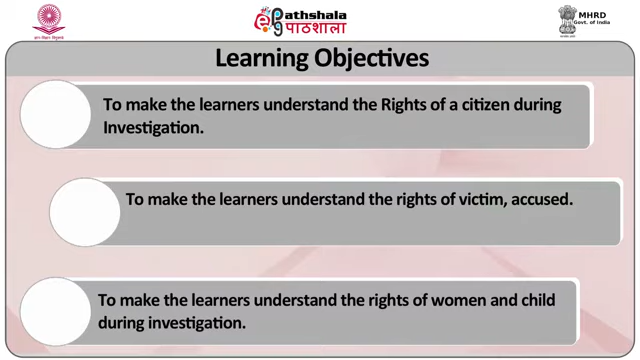 Pathshala
पाठशाला
MHRD
Govt. of India
Learning Objectives
To make the learners understand the Rights of a citizen during
Investigation.
To make the learners understand the rights of victim, accused.
To make the learners understand the rights of women and child
during investigation.